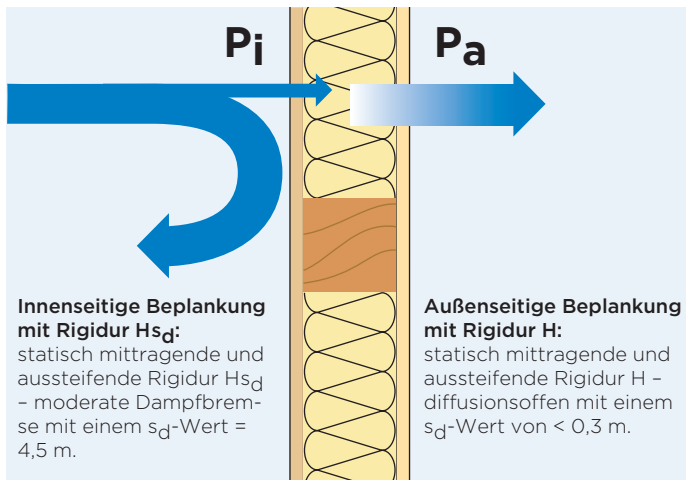 Pi
Pa
Innenseitige Beplankung
mit Rigidur Hsd:
statisch mittragende und
aussteifende Rigidur Hsd
– moderate Dampfbrem-
se mit einem sd-Wert =
4,5 m.
Außenseitige Beplankung
mit Rigidur H:
statisch mittragende und
aussteifende Rigidur H –
diffusionsoffen mit einem
sd-Wert von < 0,3 m.